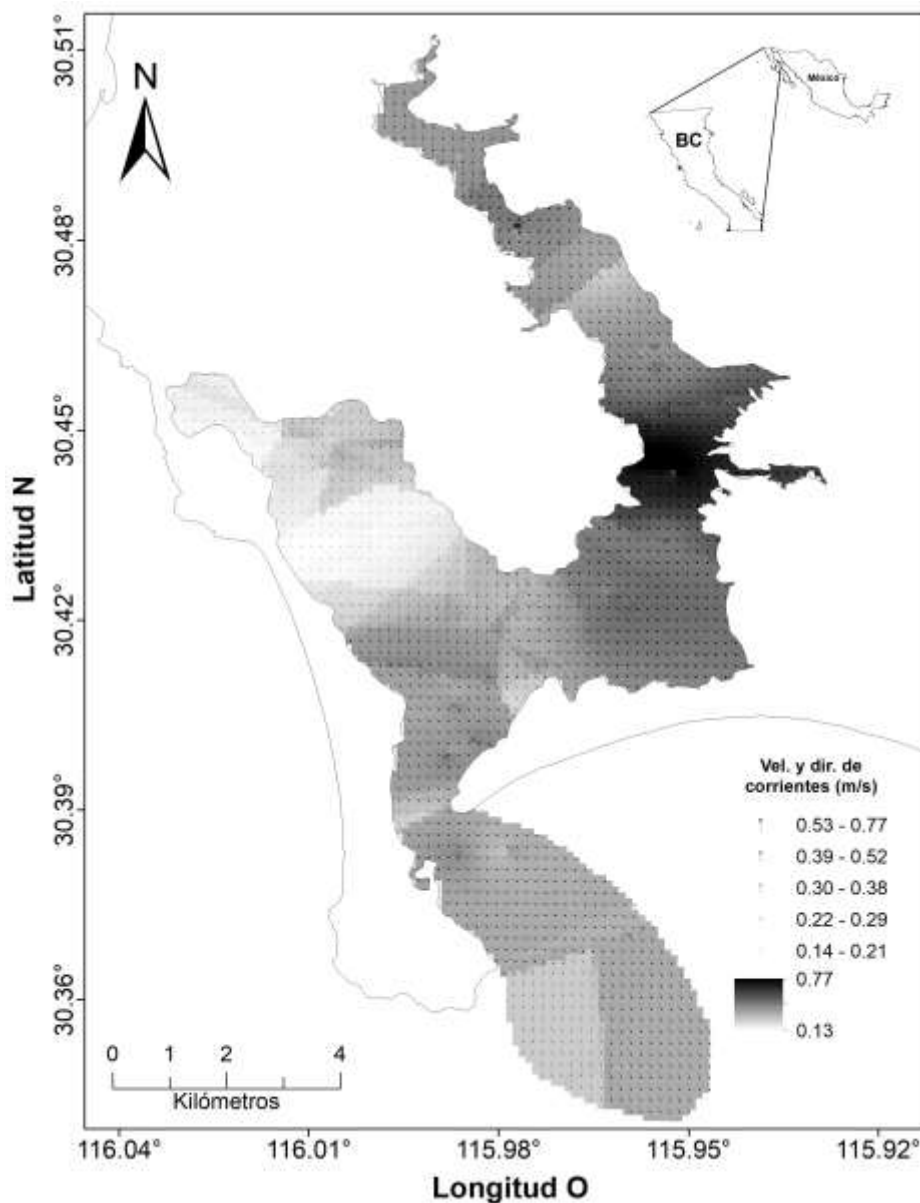 30.51°
N
México
BC
30.48°
30.45°
Latitud N
30.42°
30.39°
Vel. y dir. de
corrientes (m/s)
0.53 - 0.77
0.39 - 0.52
0.30 - 0.38
0.22 - 0.29
0.14 - 0.21
0.77
0.13
30.36°
0 1 2 4
Kilómetros
116.04° 116.01° 115.98° 115.95° 115.92°
Longitud O